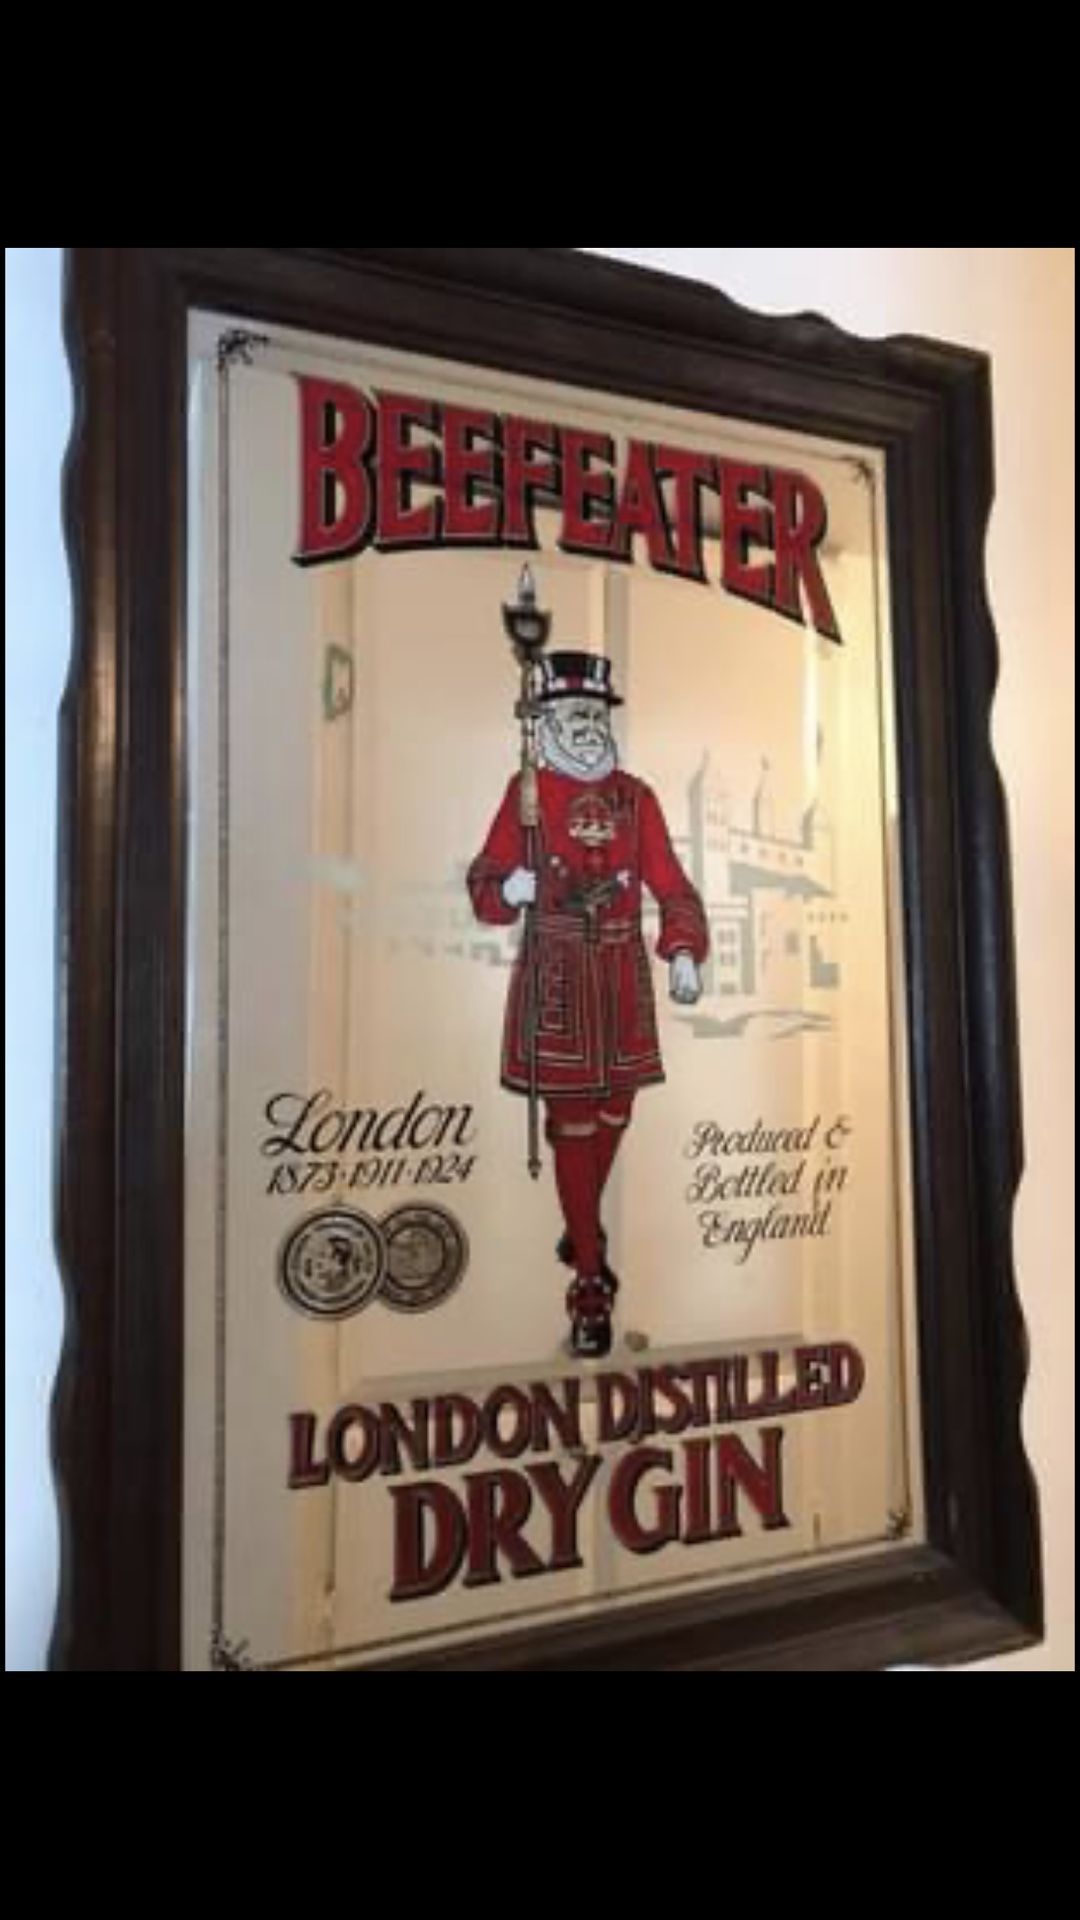 BEEFEATER
London
1873·1911·1924
Produced &
Bottled in
England.
LONDON DISTILLED
DRY GIN